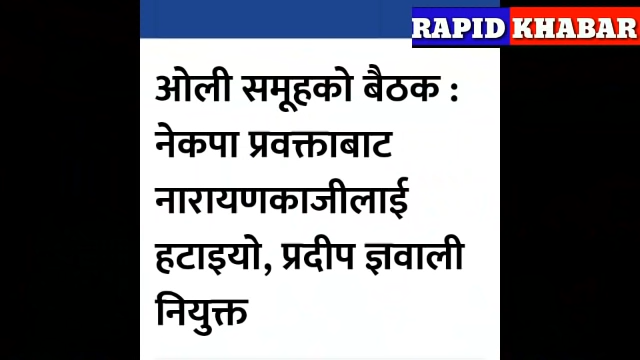 RAPID KHABAR
ओली समूहको बैठक :
नेकपा प्रवक्ताबाट
नारायणकाजीलाई
हटाइयो, प्रदीप ज्ञवाली
नियुक्त